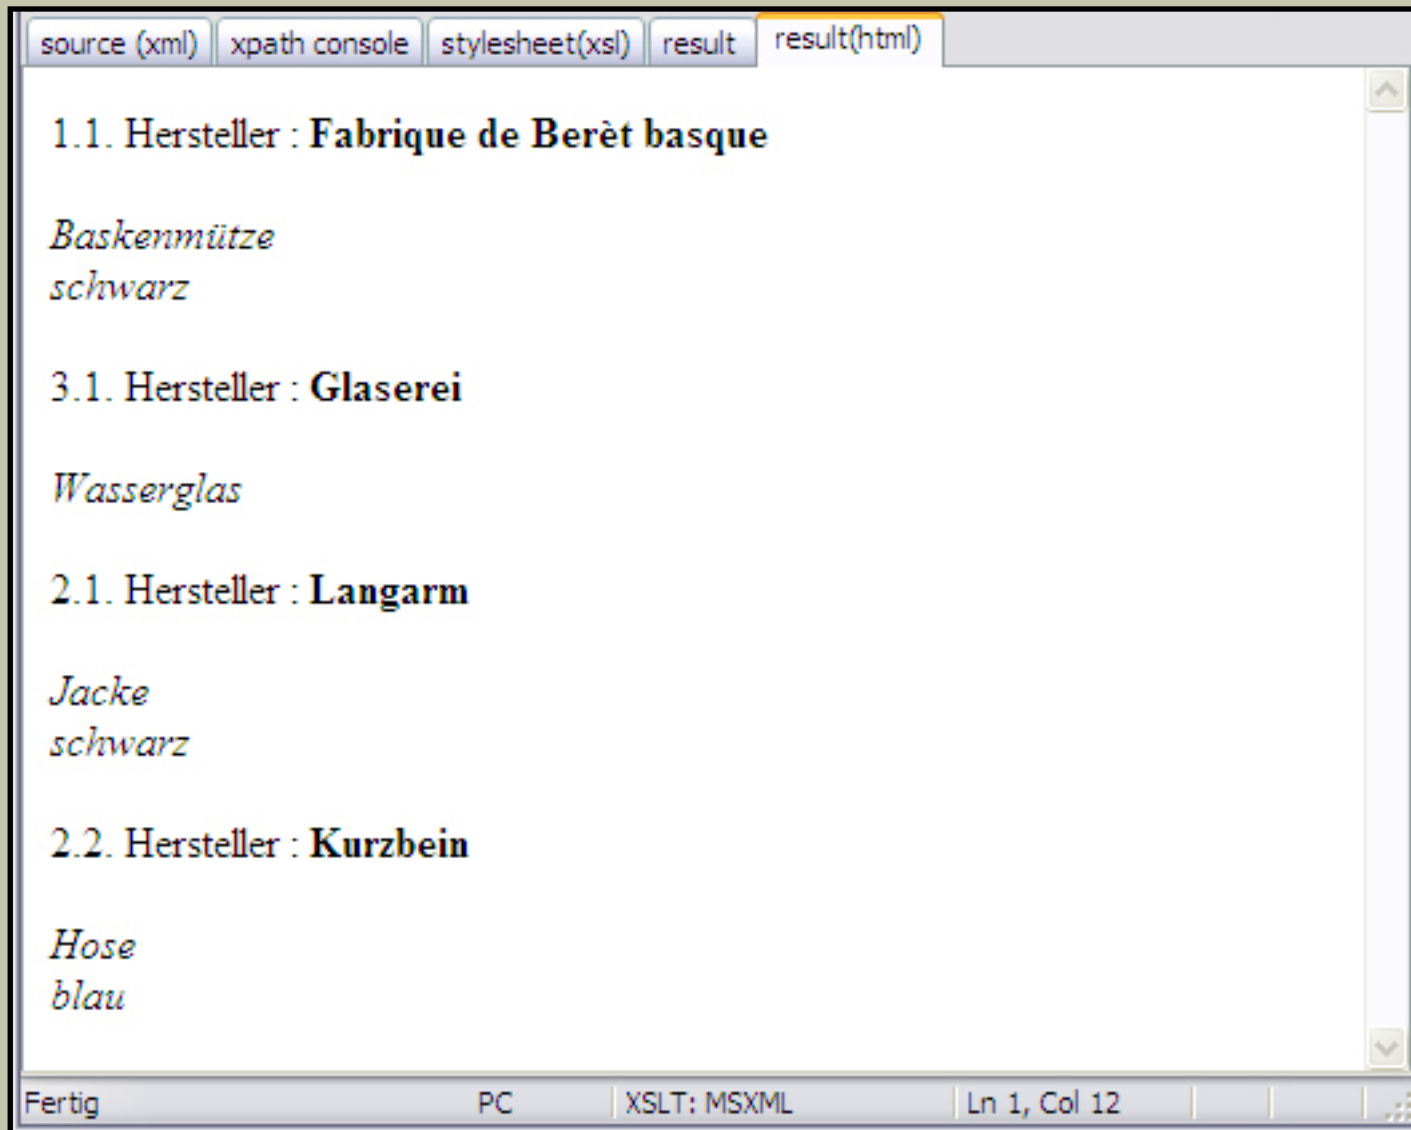 source (xml) xpath console stylesheet(xsl) result result(html)
1.1. Hersteller : Fabrique de Berèt basque
Baskenmütze
schwarz
3.1. Hersteller : Glaserei
Wasserglas
2.1. Hersteller : Langarm
Jacke
schwarz
2.2. Hersteller : Kurzbein
Hose
blau
Fertig PC XSLT: MSXML Ln 1, Col 12